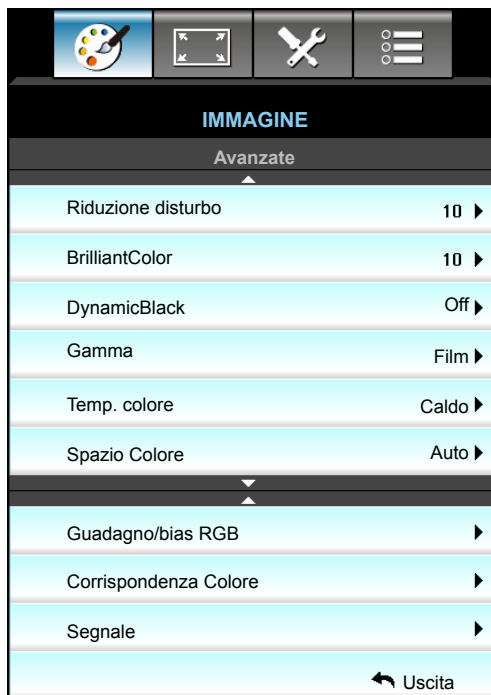 IMMAGINE
Avanzate
Riduzione disturbo 10
BrilliantColor 10
DynamicBlack Off
Gamma Film
Temp. colore Caldo
Spazio Colore Auto
Guadagno/bias RGB
Corrispondenza Colore
Segnale
Uscita